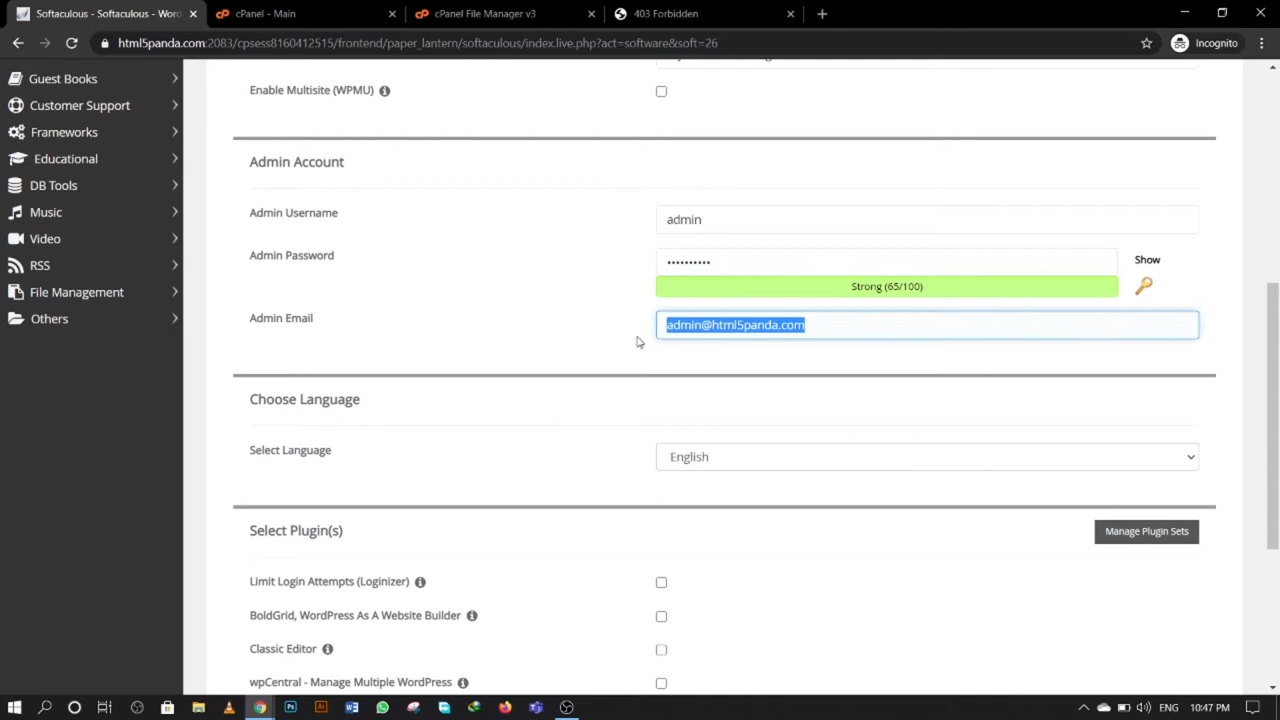 Softaculous - Softaculous - Wor
cPanel - Main
cPanel File Manager v3
403 Forbidden
html5panda.com:2083/cpsess8160412515/frontend/paper_lantern/softaculous/index.live.php?act=software&soft=26
Incognito
Guest Books
Customer Support
Frameworks
Educational
DB Tools
Music
Video
RSS
File Management
Others
Enable Multisite (WPMU)
Admin Account
Admin Username
admin
Admin Password
••••••••••
Show
Strong (65/100)
Admin Email
admin@html5panda.com
Choose Language
Select Language
English
Select Plugin(s)
Manage Plugin Sets
Limit Login Attempts (Loginizer)
BoldGrid, WordPress As A Website Builder
Classic Editor
wpCentral - Manage Multiple WordPress
ENG
10:47 PM